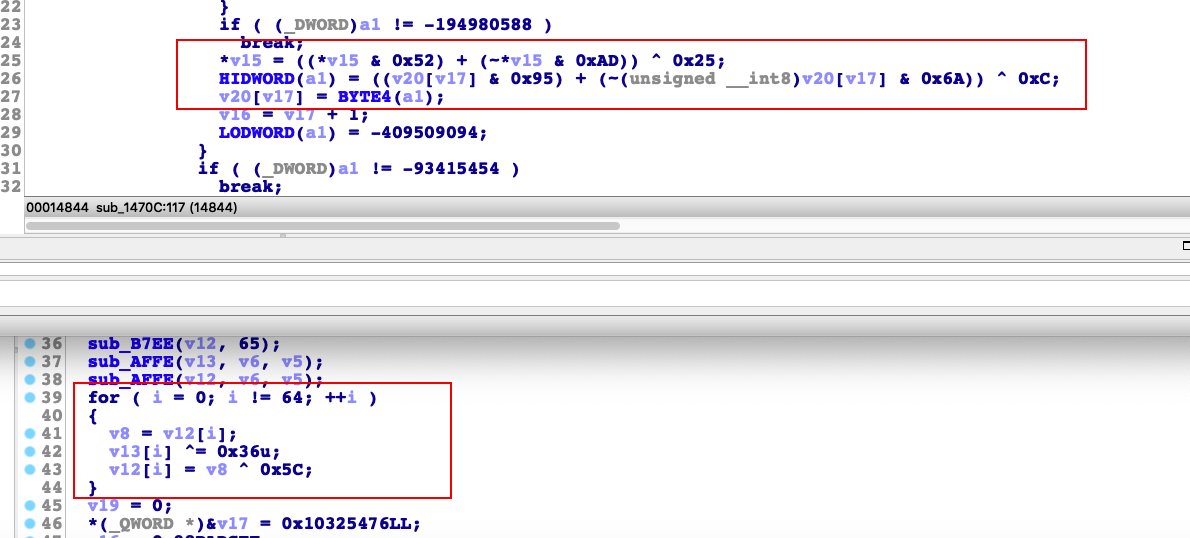 22 }
23 if ( (_DWORD)a1 != -194980588 )
24 break;
25 *v15 = ((*v15 & 0x52) + (~*v15 & 0xAD)) ^ 0x25;
26 HIDWORD(a1) = ((v20[v17] & 0x95) + (~(unsigned __int8)v20[v17] & 0x6A)) ^ 0xC;
27 v20[v17] = BYTE4(a1);
28 v16 = v17 + 1;
29 LODWORD(a1) = -409509094;
30 }
31 if ( (_DWORD)a1 != -93415454 )
32 break;
00014844 sub_1470C:117 (14844)
36 sub_B7EE(v12, 65);
37 sub_AFFE(v13, v6, v5);
38 sub_AFFE(v12, v6, v5);
39 for ( i = 0; i != 64; ++i )
40 {
41 v8 = v12[i];
42 v13[i] ^= 0x36u;
43 v12[i] = v8 ^ 0x5C;
44 }
45 v19 = 0;
46 *(_QWORD *)&v17 = 0x10325476LL;